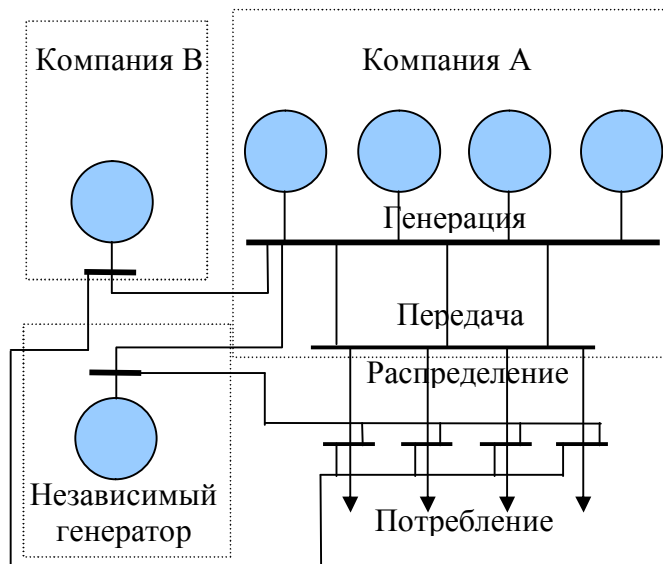 Компания В
Компания А
Генерация
Передача
Распределение
Независимый
генератор
Потребление